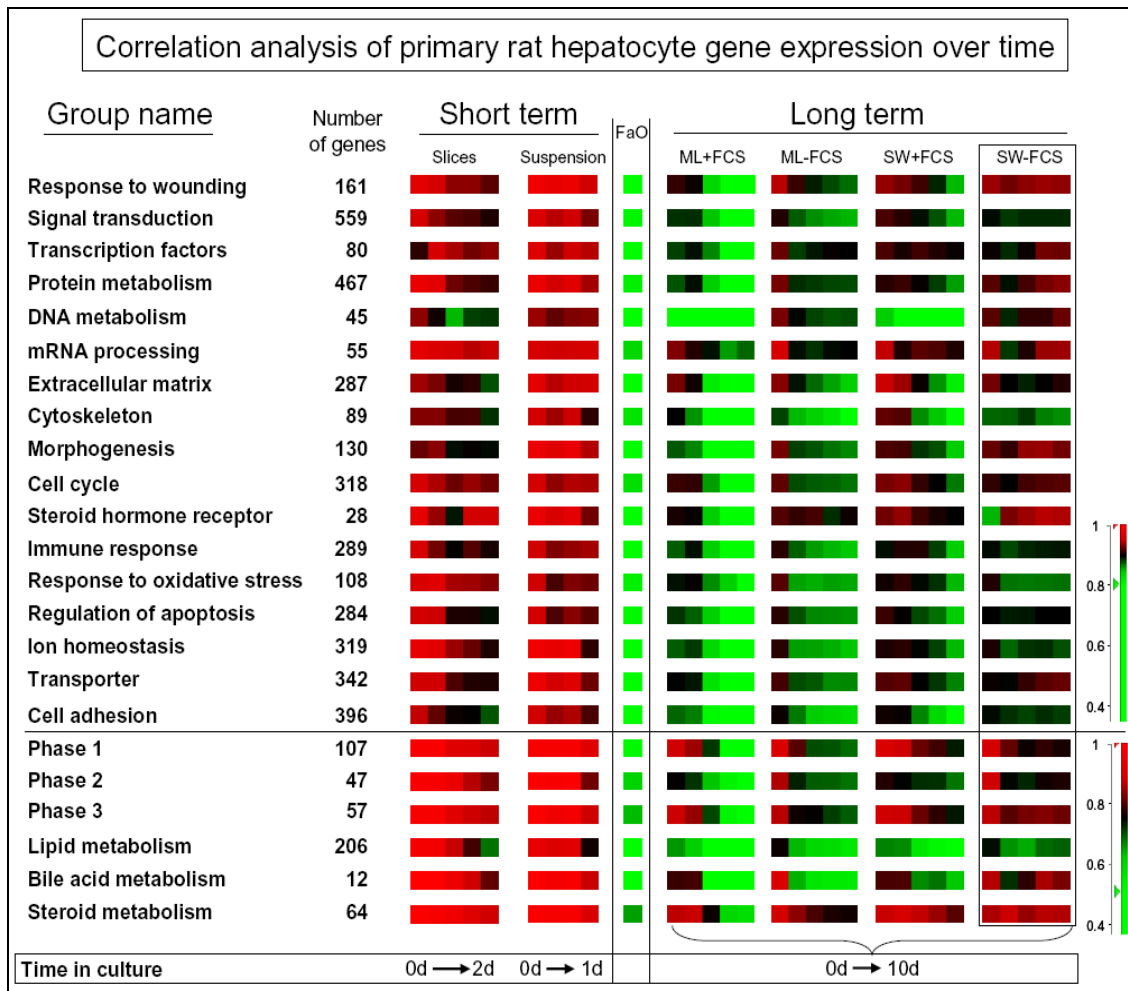 Correlation analysis of primary rat hepatocyte gene expression over time
Group name
Number of genes
Short term
FaO
Long term
Slices Suspension ML+FCS ML-FCS SW+FCS SW-FCS
Response to wounding 161
Signal transduction 559
Transcription factors 80
Protein metabolism 467
DNA metabolism 45
mRNA processing 55
Extracellular matrix 287
Cytoskeleton 89
Morphogenesis 130
Cell cycle 318
Steroid hormone receptor 28
Immune response 289
Response to oxidative stress 108
Regulation of apoptosis 284
Ion homeostasis 319
Transporter 342
Cell adhesion 396
1
0.8
0.6
0.4
Phase 1 107
Phase 2 47
Phase 3 57
Lipid metabolism 206
Bile acid metabolism 12
Steroid metabolism 64
1
0.8
0.6
0.4
Time in culture 0d → 2d 0d → 1d 0d → 10d